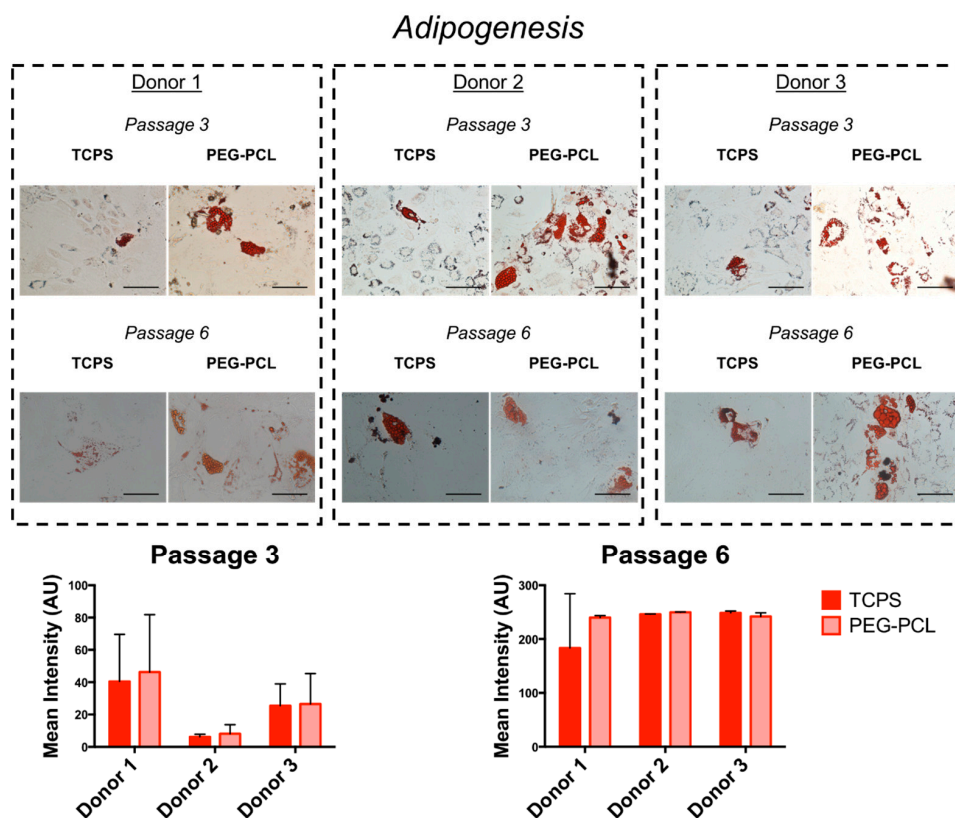 Adipogenesis
Donor 1
Passage 3
TCPS PEG-PCL
Passage 6
TCPS PEG-PCL
Donor 2
Passage 3
TCPS PEG-PCL
Passage 6
TCPS PEG-PCL
Donor 3
Passage 3
TCPS PEG-PCL
Passage 6
TCPS PEG-PCL
Passage 3
Mean Intensity (AU)
100
80
60
40
20
0
Donor 1
Donor 2
Donor 3
Passage 6
Mean Intensity (AU)
300
200
100
0
Donor 1
Donor 2
Donor 3
TCPS
PEG-PCL